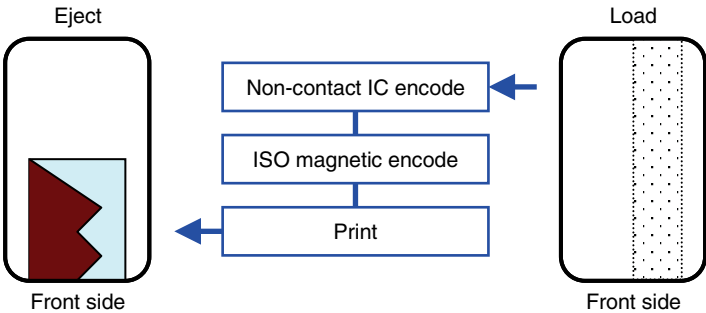 Eject
Load
Non-contact IC encode
ISO magnetic encode
Print
Front side
Front side